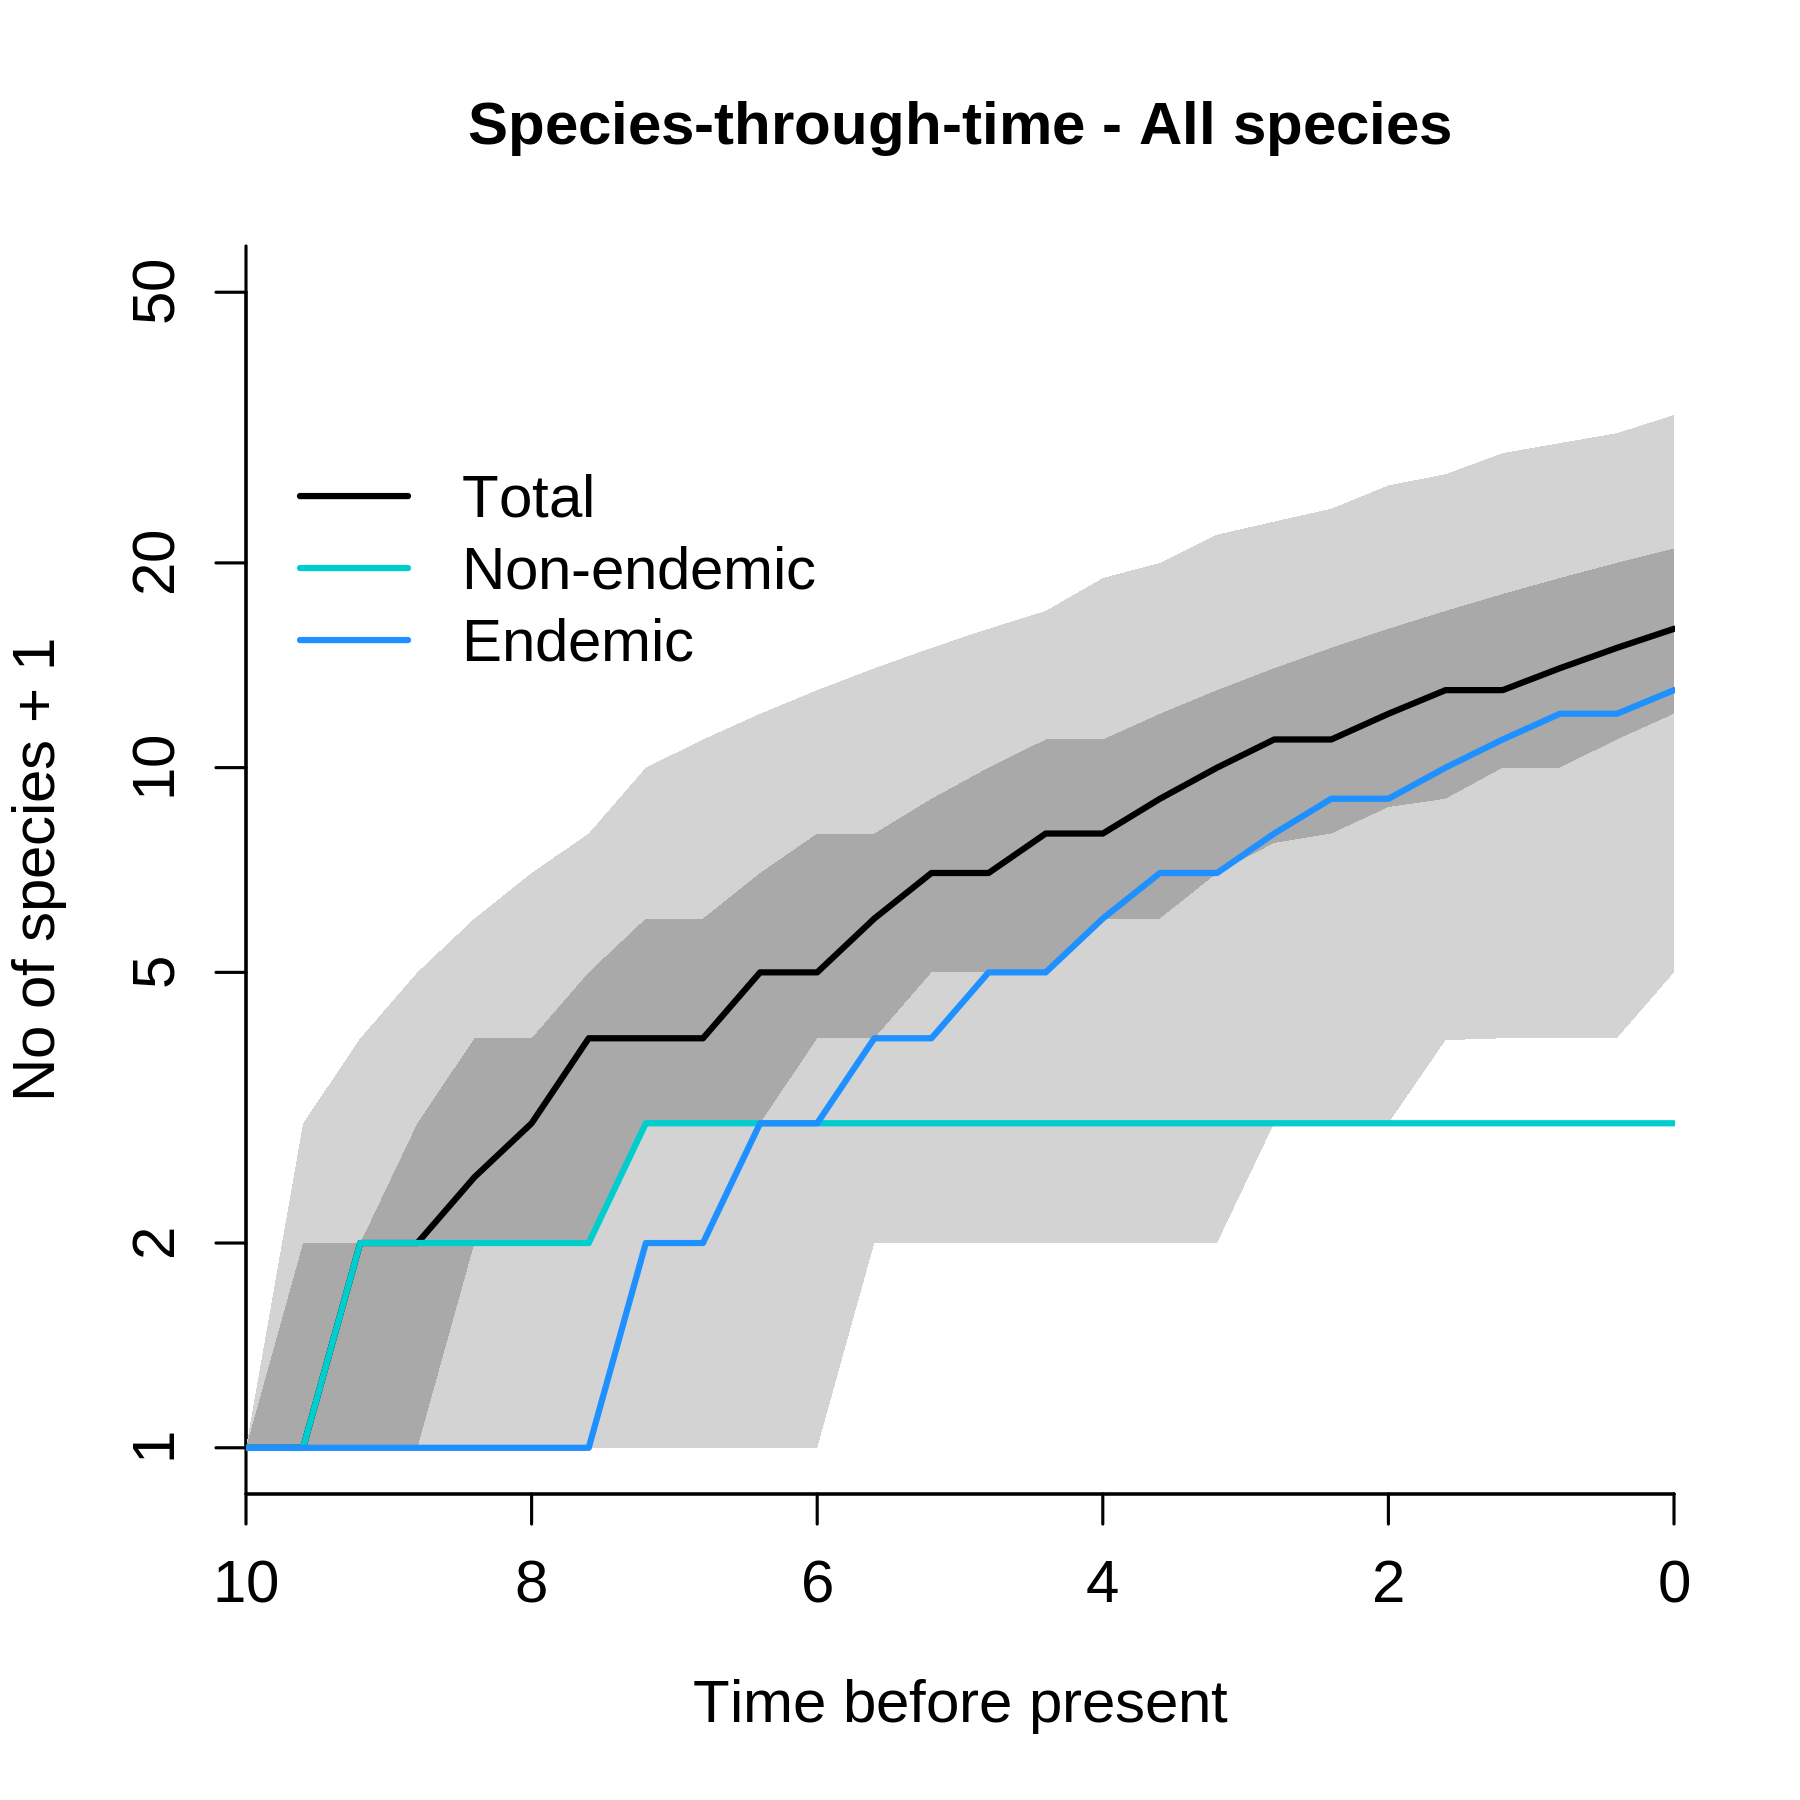 Species-through-time - All species
50
20
10
5
2
1
No of species + 1
Total
Non-endemic
Endemic
10 8 6 4 2 0
Time before present